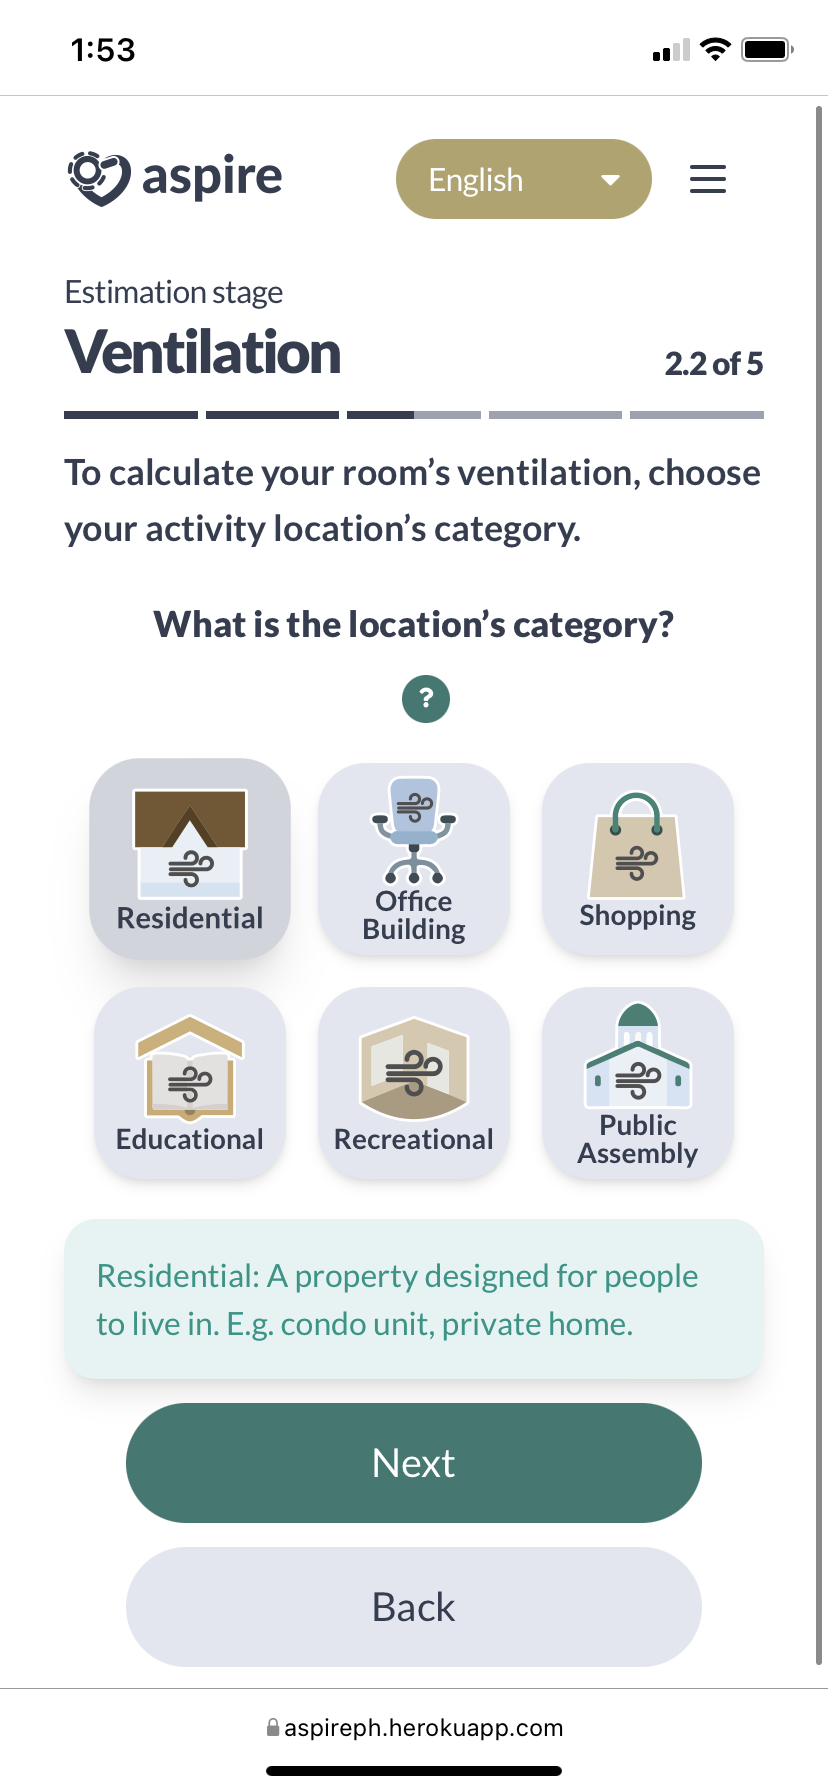 1:53
aspire
English
Estimation stage
Ventilation
2.2 of 5
To calculate your room’s ventilation, choose
your activity location’s category.
What is the location’s category?
?
Residential
Office
Building
Shopping
Educational
Recreational
Public
Assembly
Residential: A property designed for people
to live in. E.g. condo unit, private home.
Next
Back
aspireph.herokuapp.com